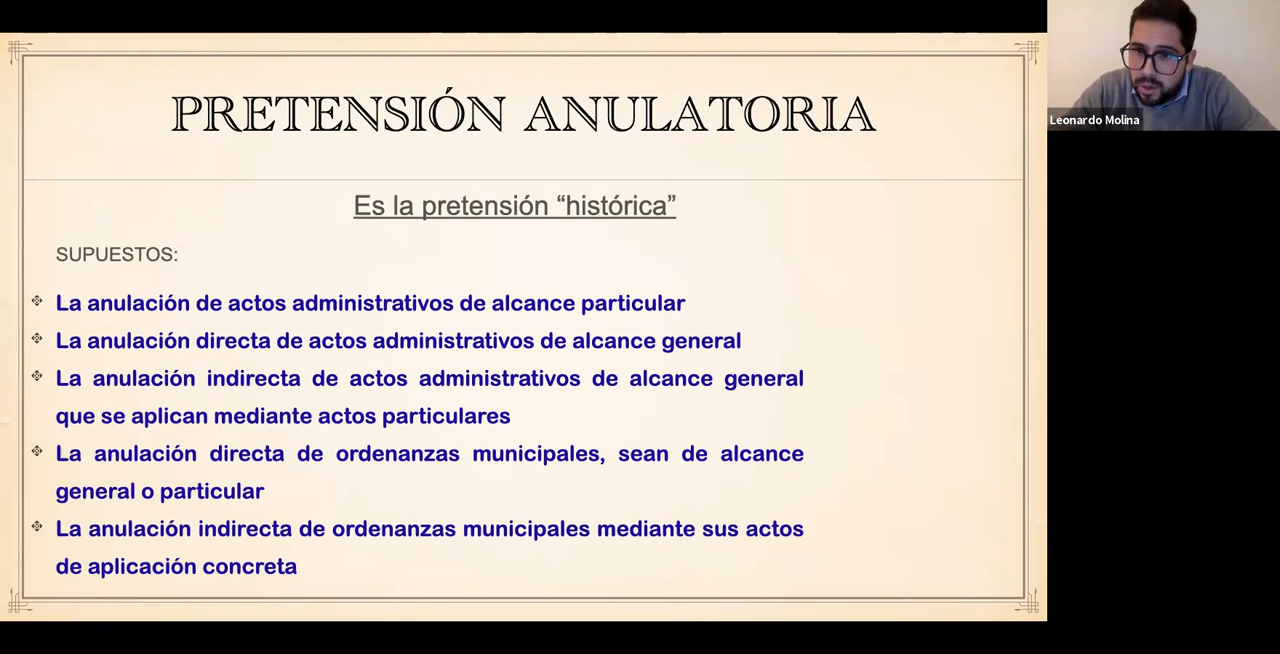 PRETENSIÓN ANULATORIA
Es la pretensión “histórica”
SUPUESTOS:
La anulación de actos administrativos de alcance particular
La anulación directa de actos administrativos de alcance general
La anulación indirecta de actos administrativos de alcance general
que se aplican mediante actos particulares
La anulación directa de ordenanzas municipales, sean de alcance
general o particular
La anulación indirecta de ordenanzas municipales mediante sus actos
de aplicación concreta
Leonardo Molina